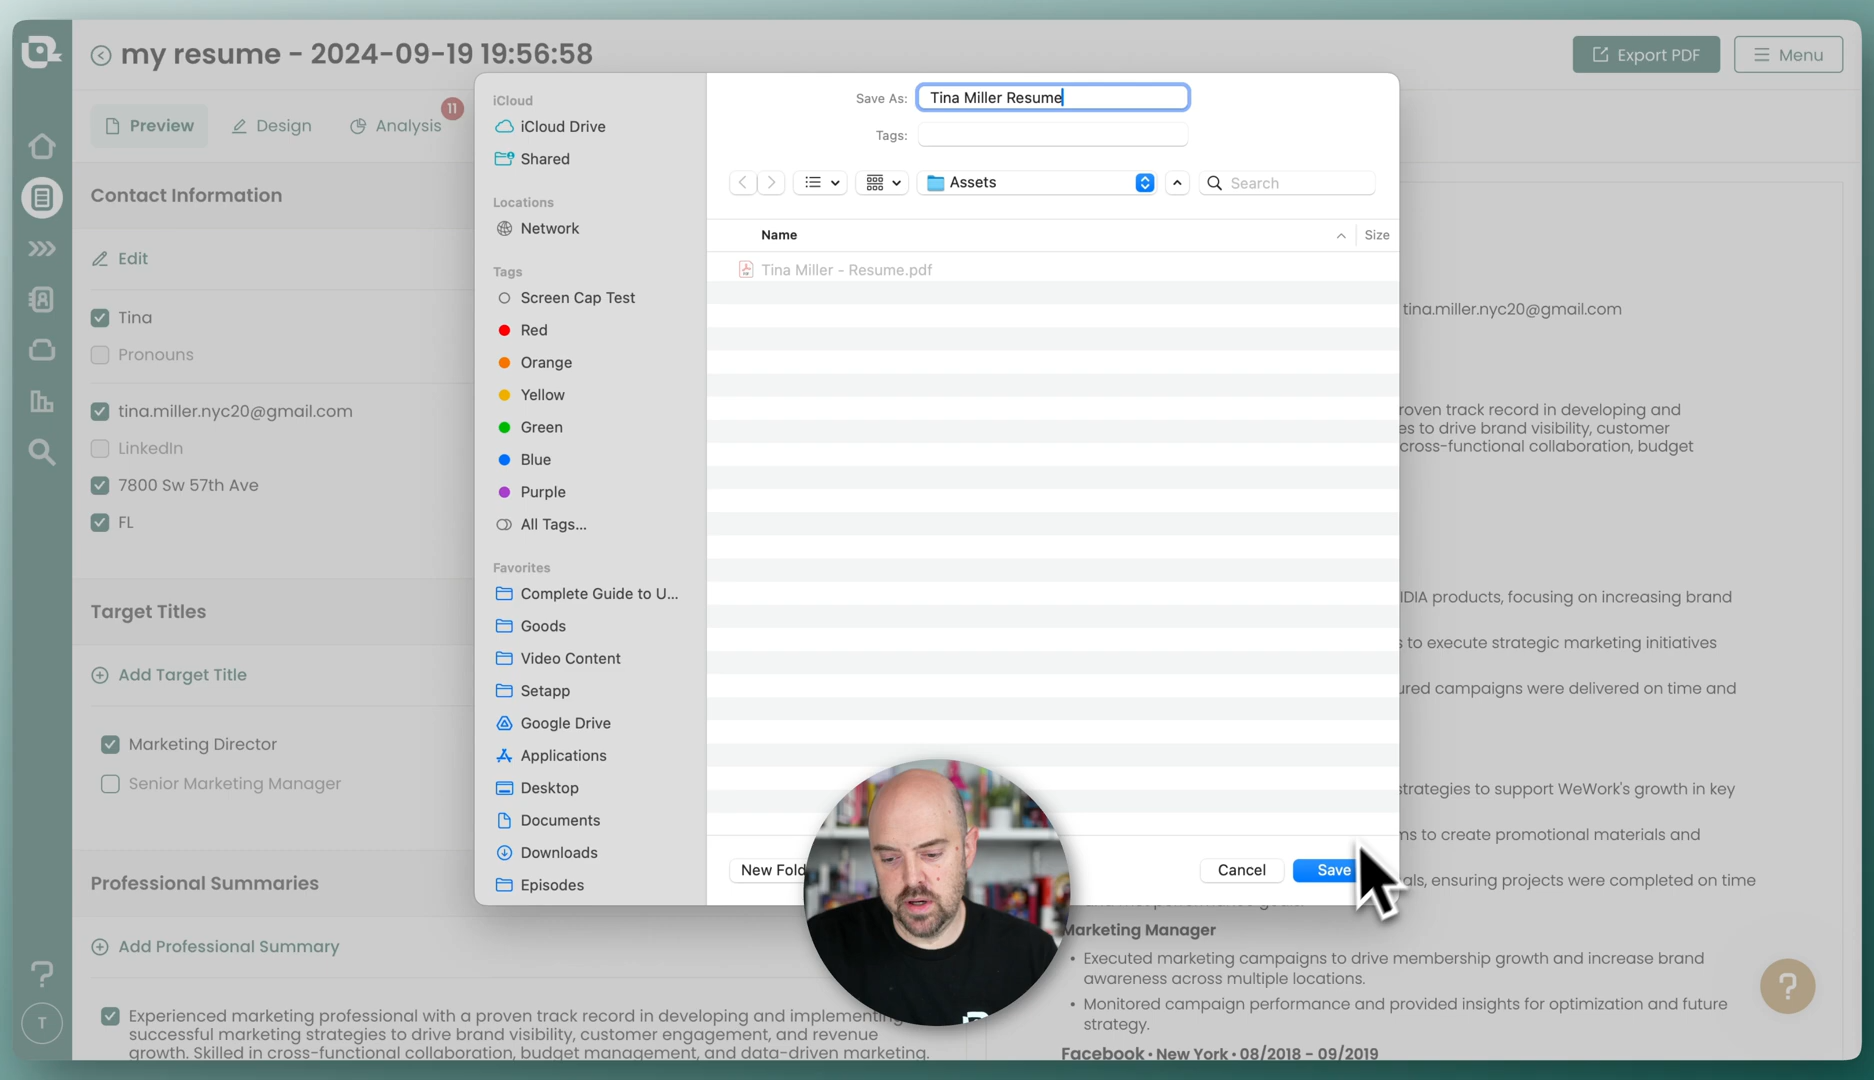 my resume - 2024-09-19 19:56:58
Export PDF
Menu
Preview
Design
Analysis
11
Contact Information
Edit
Tina
Pronouns
tina.miller.nyc20@gmail.com
LinkedIn
7800 Sw 57th Ave
FL
Target Titles
Add Target Title
Marketing Director
Senior Marketing Manager
Professional Summaries
Add Professional Summary
Experienced marketing professional with a proven track record in developing and implementing
successful marketing strategies to drive brand visibility, customer engagement, and revenue
growth. Skilled in cross-functional collaboration, budget management, and data-driven marketing.
?
T
iCloud
iCloud Drive
Shared
Locations
Network
Tags
Screen Cap Test
Red
Orange
Yellow
Green
Blue
Purple
All Tags...
Favorites
Complete Guide to U...
Goods
Video Content
Setapp
Google Drive
Applications
Desktop
Documents
Downloads
Episodes
Save As:
Tina Miller Resume
Tags:
Assets
Search
Name
Size
Tina Miller - Resume.pdf
New Fold
Cancel
Save
tina.miller.nyc20@gmail.com
roven track record in developing and
es to drive brand visibility, customer
cross-functional collaboration, budget
IDIA products, focusing on increasing brand
s to execute strategic marketing initiatives
ured campaigns were delivered on time and
trategies to support WeWork's growth in key
ms to create promotional materials and
als, ensuring projects were completed on time
Marketing Manager
• Executed marketing campaigns to drive membership growth and increase brand
awareness across multiple locations.
• Monitored campaign performance and provided insights for optimization and future
strategy.
Facebook • New York • 08/2018 - 09/2019
?